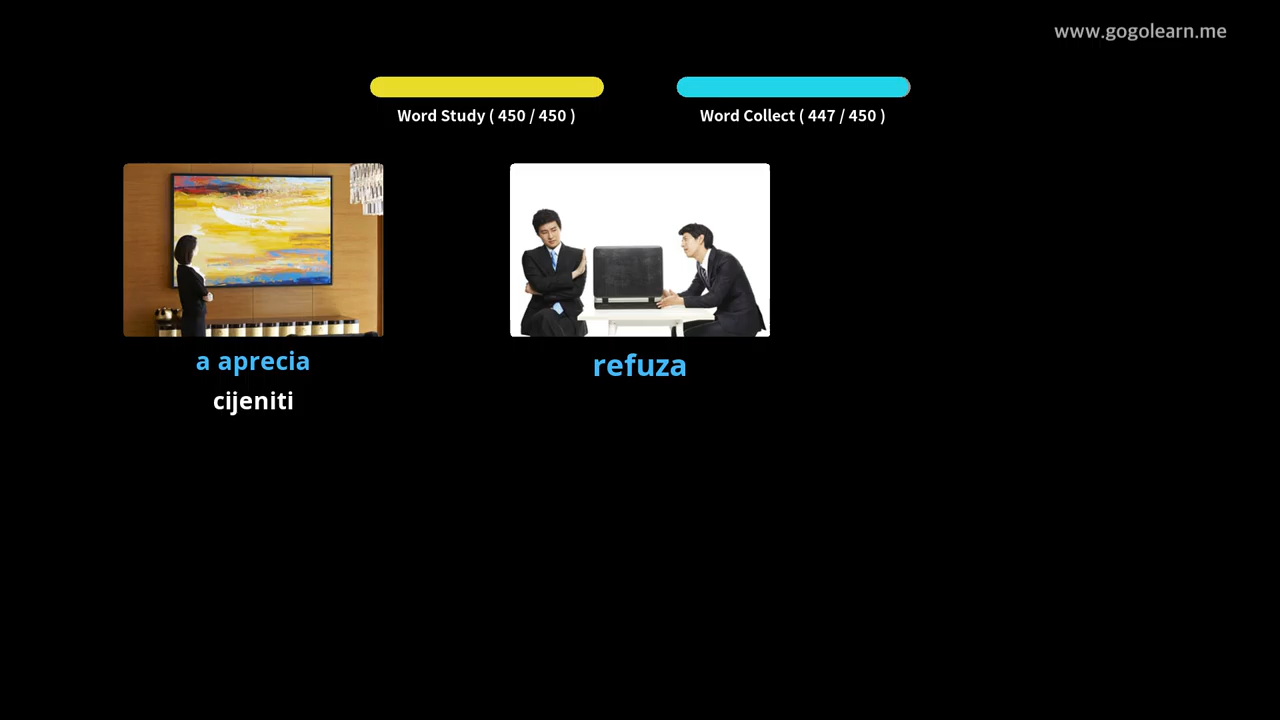 www.gogolearn.me
Word Study ( 450 / 450 )
Word Collect ( 447 / 450 )
a aprecia
cijeniti
refuza